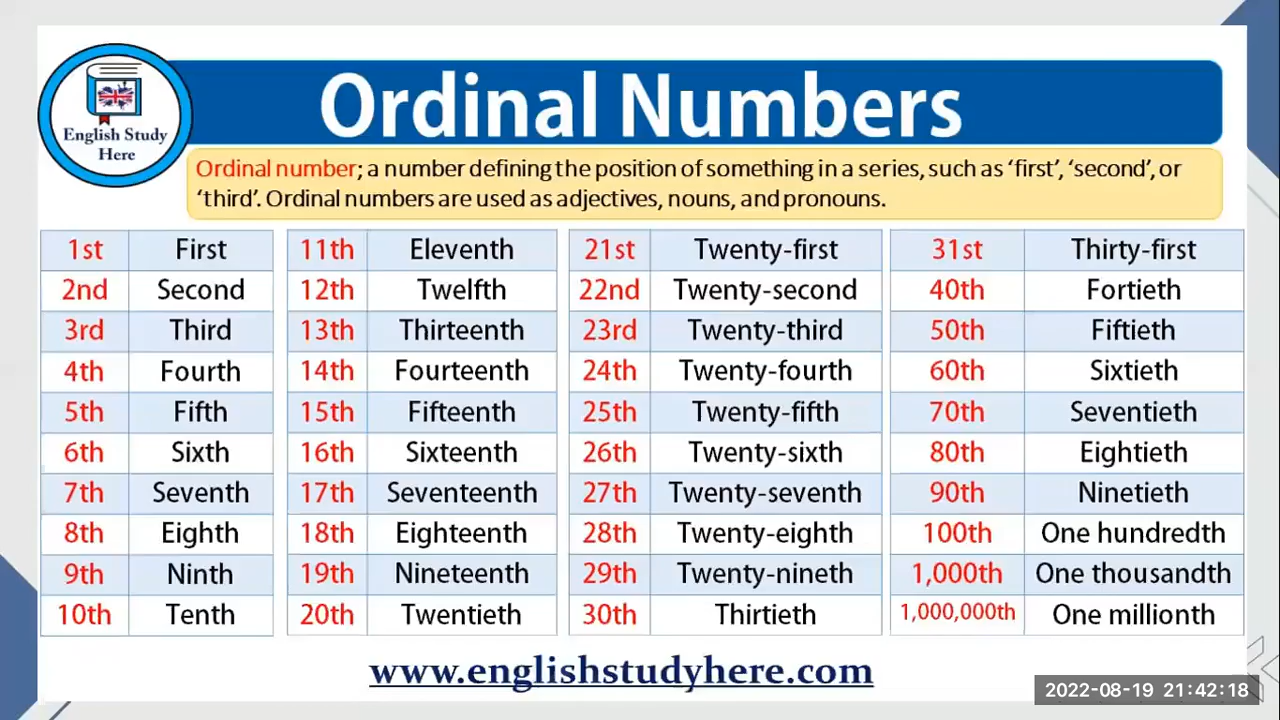 English Study
Here
Ordinal Numbers
Ordinal number; a number defining the position of something in a series, such as ‘first’, ‘second’, or
‘third’. Ordinal numbers are used as adjectives, nouns, and pronouns.
1st First 11th Eleventh 21st Twenty-first 31st Thirty-first
2nd Second 12th Twelfth 22nd Twenty-second 40th Fortieth
3rd Third 13th Thirteenth 23rd Twenty-third 50th Fiftieth
4th Fourth 14th Fourteenth 24th Twenty-fourth 60th Sixtieth
5th Fifth 15th Fifteenth 25th Twenty-fifth 70th Seventieth
6th Sixth 16th Sixteenth 26th Twenty-sixth 80th Eightieth
7th Seventh 17th Seventeenth 27th Twenty-seventh 90th Ninetieth
8th Eighth 18th Eighteenth 28th Twenty-eighth 100th One hundredth
9th Ninth 19th Nineteenth 29th Twenty-nineth 1,000th One thousandth
10th Tenth 20th Twentieth 30th Thirtieth 1,000,000th One millionth
www.englishstudyhere.com
2022-08-19 21:42:18